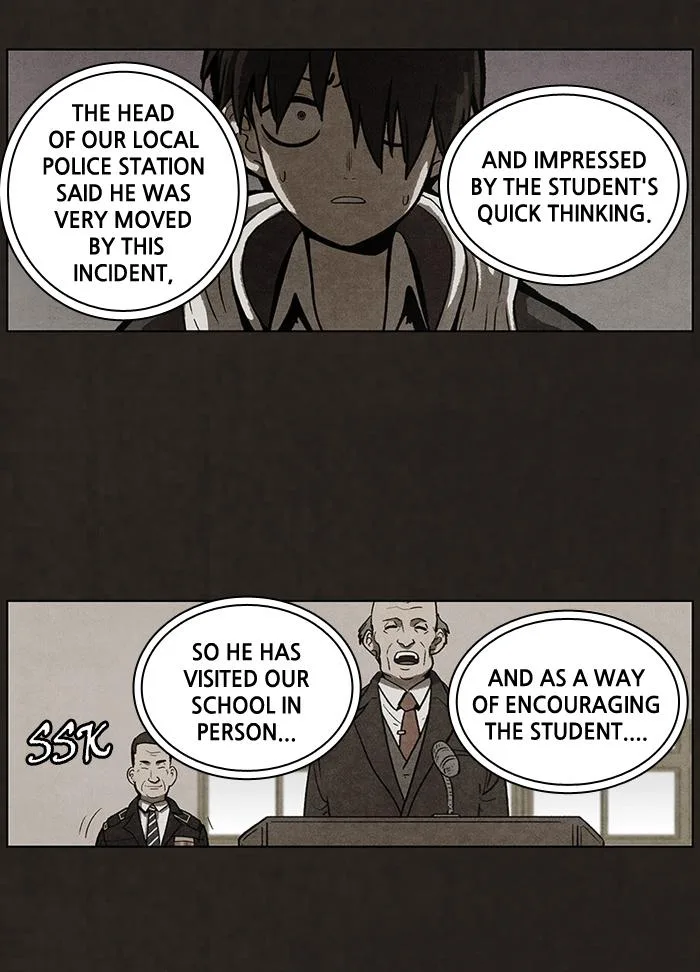 THE HEAD
OF OUR LOCAL
POLICE STATION
SAID HE WAS
VERY MOVED
BY THIS
INCIDENT,
AND IMPRESSED
BY THE STUDENT'S
QUICK THINKING.
SO HE HAS
VISITED OUR
SCHOOL IN
PERSON...
AND AS A WAY
OF ENCOURAGING
THE STUDENT....
SSK